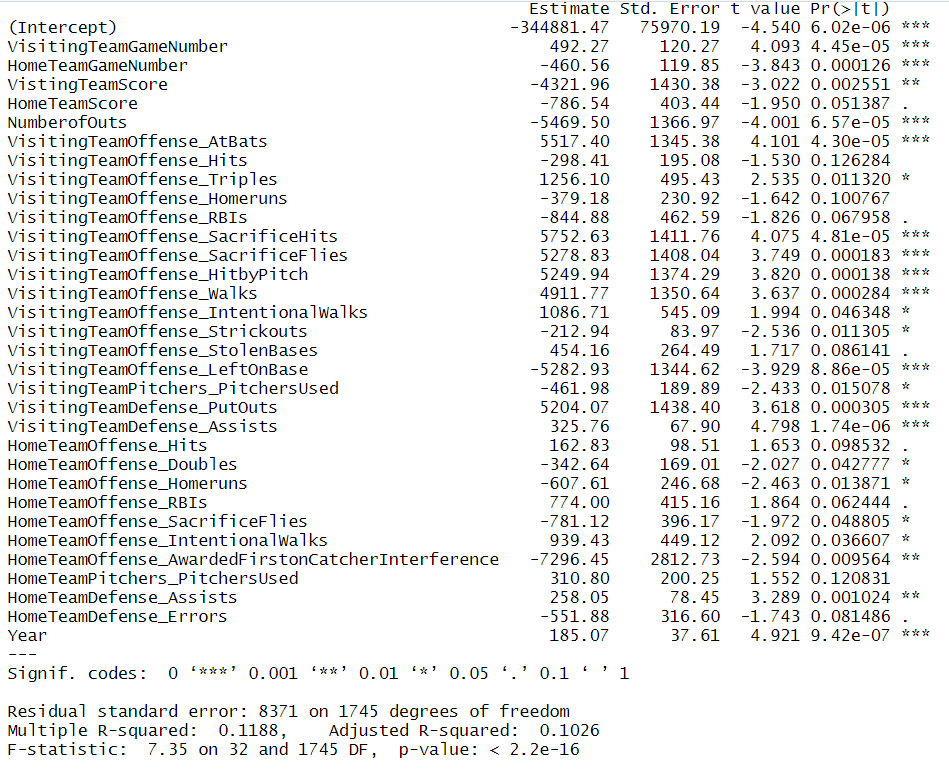 Estimate Std. Error t value Pr(>|t|)
(Intercept) -344881.47 75970.19 -4.540 6.02e-06 ***
VisitingTeamGameNumber 492.27 120.27 4.093 4.45e-05 ***
HomeTeamGameNumber -460.56 119.85 -3.843 0.000126 ***
VistingTeamScore -4321.96 1430.38 -3.022 0.002551 **
HomeTeamScore -786.54 403.44 -1.950 0.051387 .
NumberofOuts -5469.50 1366.97 -4.001 6.57e-05 ***
VisitingTeamOffense_AtBats 5517.40 1345.38 4.101 4.30e-05 ***
VisitingTeamOffense_Hits -298.41 195.08 -1.530 0.126284
VisitingTeamOffense_Triples 1256.10 495.43 2.535 0.011320 *
VisitingTeamOffense_Homeruns -379.18 230.92 -1.642 0.100767
VisitingTeamOffense_RBIs -844.88 462.59 -1.826 0.067958 .
VisitingTeamOffense_SacrificeHits 5752.63 1411.76 4.075 4.81e-05 ***
VisitingTeamOffense_SacrificeFlies 5278.83 1408.04 3.749 0.000183 ***
VisitingTeamOffense_HitbyPitch 5249.94 1374.29 3.820 0.000138 ***
VisitingTeamOffense_Walks 4911.77 1350.64 3.637 0.000284 ***
VisitingTeamOffense_IntentionalWalks 1086.71 545.09 1.994 0.046348 *
VisitingTeamOffense_Strickouts -212.94 83.97 -2.536 0.011305 *
VisitingTeamOffense_StolenBases 454.16 264.49 1.717 0.086141 .
VisitingTeamOffense_LeftOnBase -5282.93 1344.62 -3.929 8.86e-05 ***
VisitingTeamPitchers_PitchersUsed -461.98 189.89 -2.433 0.015078 *
VisitingTeamDefense_PutOuts 5204.07 1438.40 3.618 0.000305 ***
VisitingTeamDefense_Assists 325.76 67.90 4.798 1.74e-06 ***
HomeTeamOffense_Hits 162.83 98.51 1.653 0.098532 .
HomeTeamOffense_Doubles -342.64 169.01 -2.027 0.042777 *
HomeTeamOffense_Homeruns -607.61 246.68 -2.463 0.013871 *
HomeTeamOffense_RBIs 774.00 415.16 1.864 0.062444 .
HomeTeamOffense_SacrificeFlies -781.12 396.17 -1.972 0.048805 *
HomeTeamOffense_IntentionalWalks 939.43 449.12 2.092 0.036607 *
HomeTeamOffense_AwardedFirstonCatcherInterference -7296.45 2812.73 -2.594 0.009564 **
HomeTeamPitchers_PitchersUsed 310.80 200.25 1.552 0.120831
HomeTeamDefense_Assists 258.05 78.45 3.289 0.001024 **
HomeTeamDefense_Errors -551.88 316.60 -1.743 0.081486 .
Year 185.07 37.61 4.921 9.42e-07 ***
---
Signif. codes: 0 ‘***’ 0.001 ‘**’ 0.01 ‘*’ 0.05 ‘.’ 0.1 ‘ ’ 1
Residual standard error: 8371 on 1745 degrees of freedom
Multiple R-squared: 0.1188, Adjusted R-squared: 0.1026
F-statistic: 7.35 on 32 and 1745 DF, p-value: < 2.2e-16